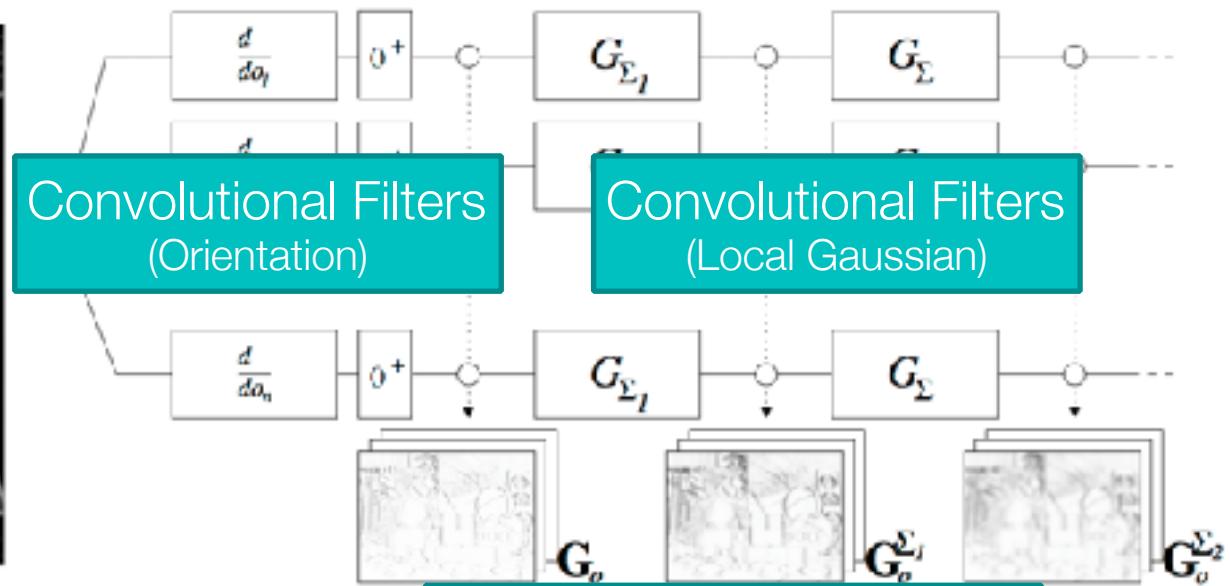 d/do₁ 0⁺ G_Σ₁ G_Σ
Convolutional Filters
(Orientation)
Convolutional Filters
(Local Gaussian)
d/doₙ 0⁺ G_Σ₁ G_Σ
G_o G_o^Σ₁ G_o^Σ₂